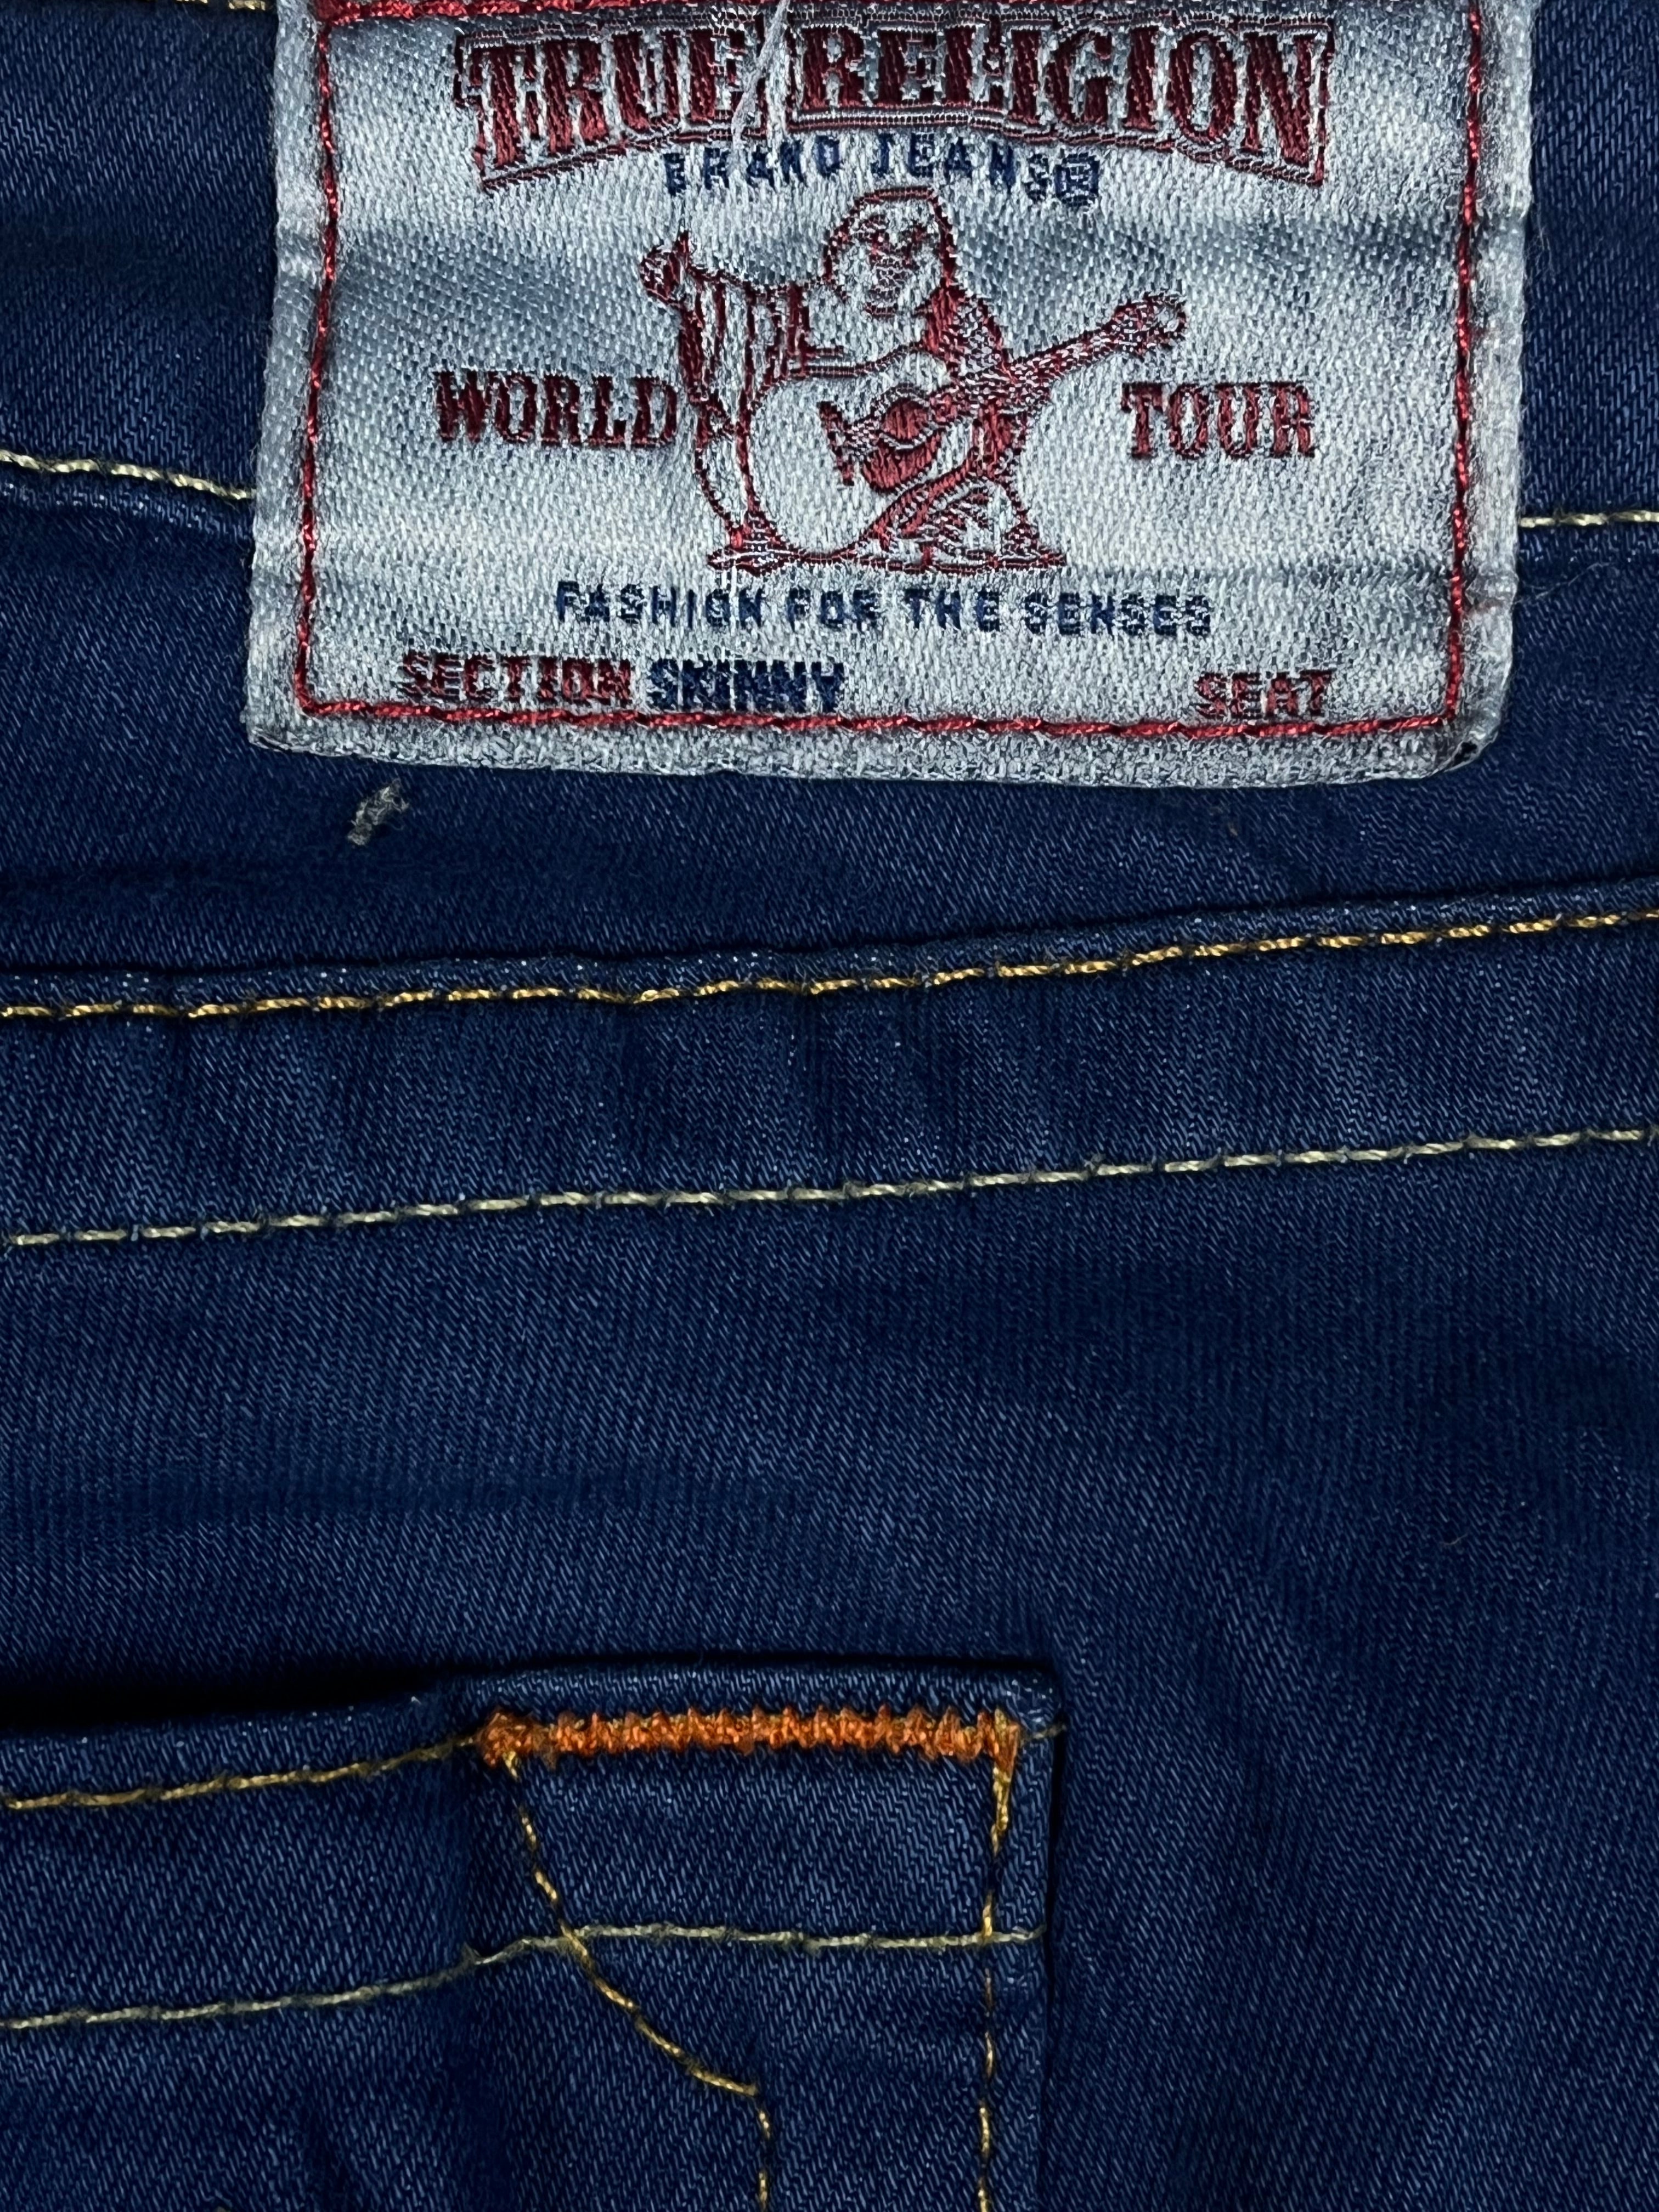 TRUE RELIGION
BRAND JEANS®
WORLD TOUR
FASHION FOR THE SENSES
SECTION SKINNY SEAT